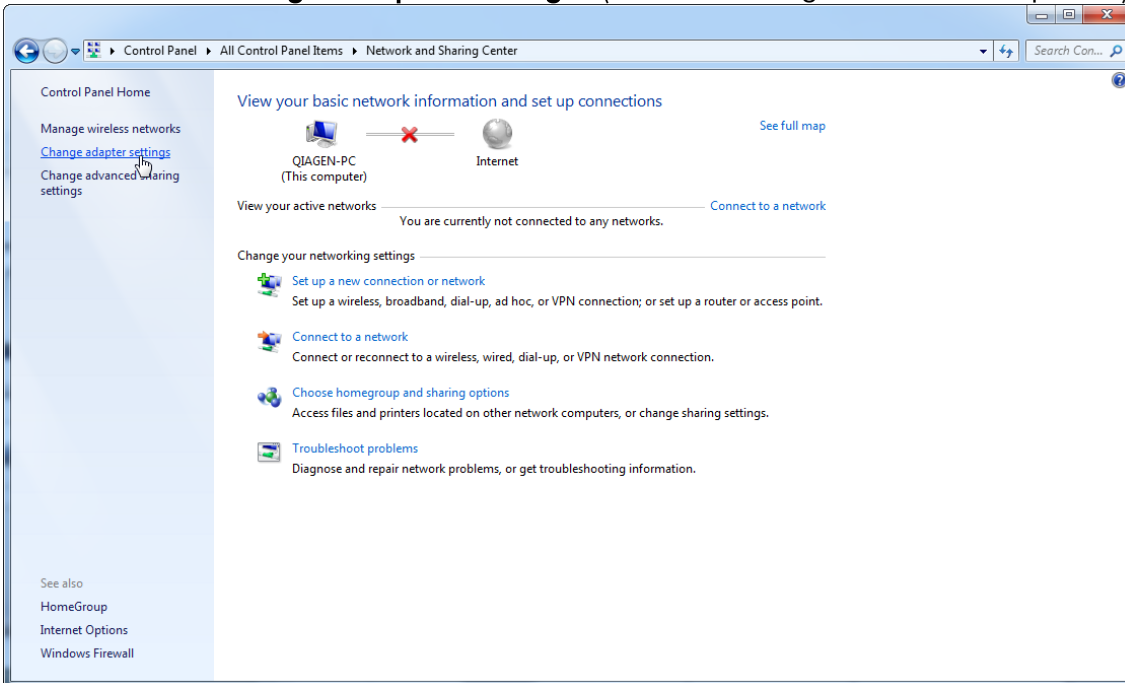 Control Panel ▸ All Control Panel Items ▸ Network and Sharing Center
Search Con...
Control Panel Home
Manage wireless networks
Change adapter settings
Change advanced sharing
settings
See also
HomeGroup
Internet Options
Windows Firewall
View your basic network information and set up connections
See full map
QIAGEN-PC
(This computer)
Internet
View your active networks
Connect to a network
You are currently not connected to any networks.
Change your networking settings
Set up a new connection or network
Set up a wireless, broadband, dial-up, ad hoc, or VPN connection; or set up a router or access point.
Connect to a network
Connect or reconnect to a wireless, wired, dial-up, or VPN network connection.
Choose homegroup and sharing options
Access files and printers located on other network computers, or change sharing settings.
Troubleshoot problems
Diagnose and repair network problems, or get troubleshooting information.